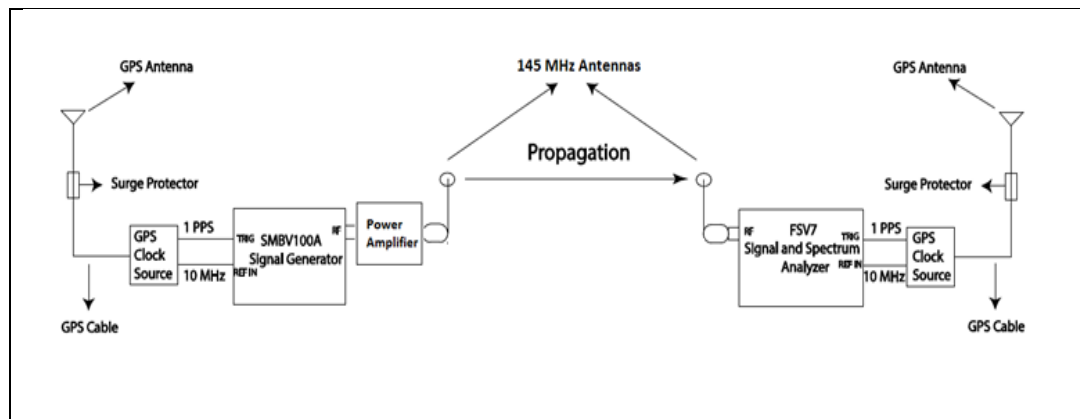 GPS Antenna
145 MHz Antennas
GPS Antenna
Propagation
Surge Protector
Surge Protector
GPS
Clock
Source
1 PPS
10 MHz
TRIG
REF IN
SMBV100A
Signal Generator
RF
Power
Amplifier
RF
FSV7
Signal and Spectrum
Analyzer
TRIG
REF IN
1 PPS
10 MHz
GPS
Clock
Source
GPS Cable
GPS Cable